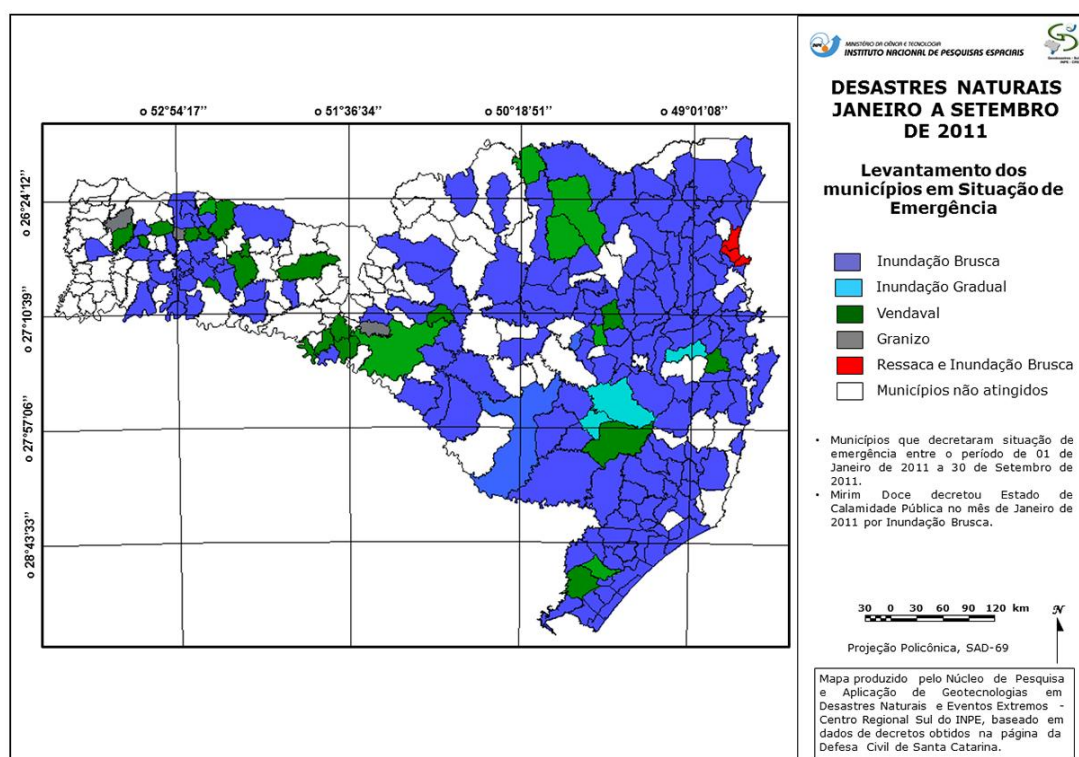 MINISTÉRIO DA CIÊNCIA E TECNOLOGIA
INSTITUTO NACIONAL DE PESQUISAS ESPACIAIS
DESASTRES NATURAIS
JANEIRO A SETEMBRO
DE 2011
Levantamento dos
municípios em Situação de
Emergência
Inundação Brusca
Inundação Gradual
Vendaval
Granizo
Ressaca e Inundação Brusca
Municípios não atingidos
• Municípios que decretaram situação de
emergência entre o período de 01 de
Janeiro de 2011 a 30 de Setembro de
2011.
• Mirim Doce decretou Estado de
Calamidade Pública no mês de Janeiro de
2011 por Inundação Brusca.
30 0 30 60 90 120 km
N
Projeção Policônica, SAD-69
Mapa produzido pelo Núcleo de Pesquisa
e Aplicação de Geotecnologias em
Desastres Naturais e Eventos Extremos -
Centro Regional Sul do INPE, baseado em
dados de decretos obtidos na página da
Defesa Civil de Santa Catarina.
o 52°54'17’’
o 51°36'34’’
o 50°18'51’’
o 49°01'08’’
o 26°24'12’’
o 27°10'39’’
o 27°57'06’’
o 28°43'33’’